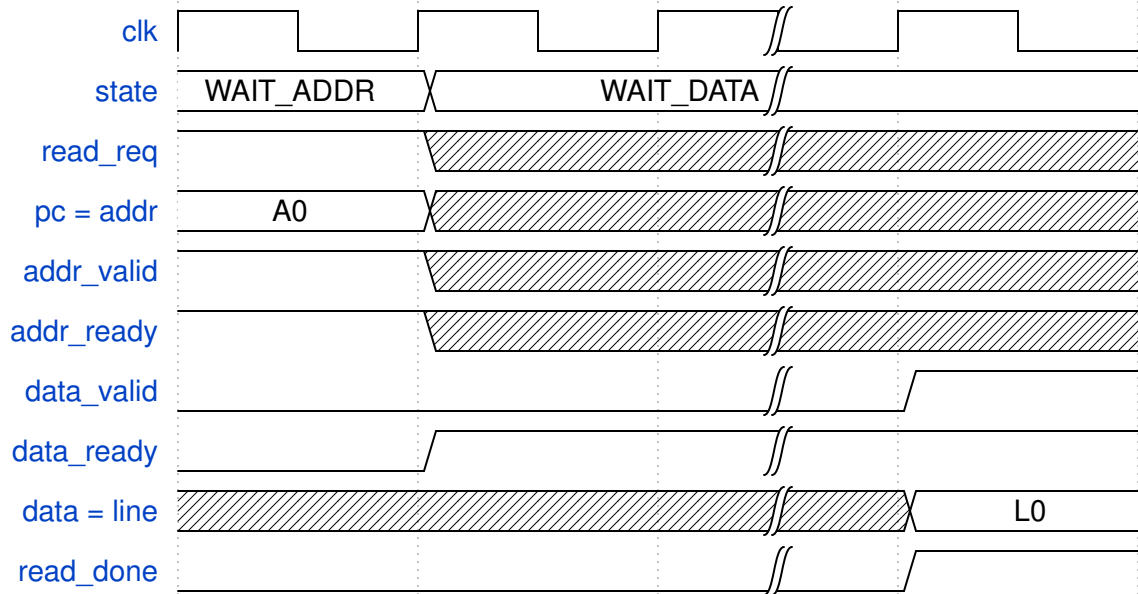 clk
state WAIT_ADDR WAIT_DATA
read_req
pc = addr A0
addr_valid
addr_ready
data_valid
data_ready
data = line L0
read_done